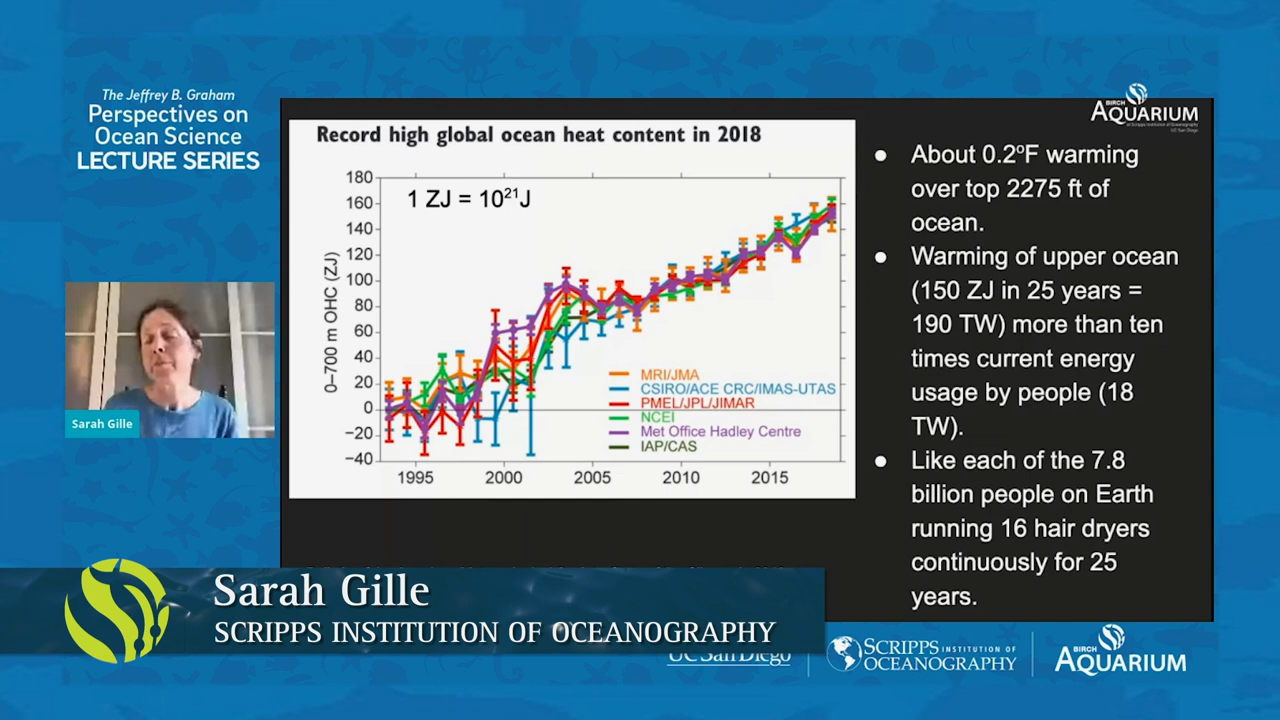 The Jeffrey B. Graham
Perspectives on
Ocean Science
LECTURE SERIES
BIRCH
AQUARIUM
Record high global ocean heat content in 2018
1 ZJ = 10²¹J
0–700 m OHC (ZJ)
180
160
140
120
100
80
60
40
20
0
−20
−40
1995
2000
2005
2010
2015
MRI/JMA
CSIRO/ACE CRC/IMAS-UTAS
PMEL/JPL/JIMAR
NCEI
Met Office Hadley Centre
IAP/CAS
● About 0.2ºF warming
over top 2275 ft of
ocean.
● Warming of upper ocean
(150 ZJ in 25 years =
190 TW) more than ten
times current energy
usage by people (18
TW).
● Like each of the 7.8
billion people on Earth
running 16 hair dryers
continuously for 25
years.
Sarah Gille
Sarah Gille
SCRIPPS INSTITUTION OF OCEANOGRAPHY
UC San Diego
SCRIPPS INSTITUTION OF
OCEANOGRAPHY
BIRCH
AQUARIUM